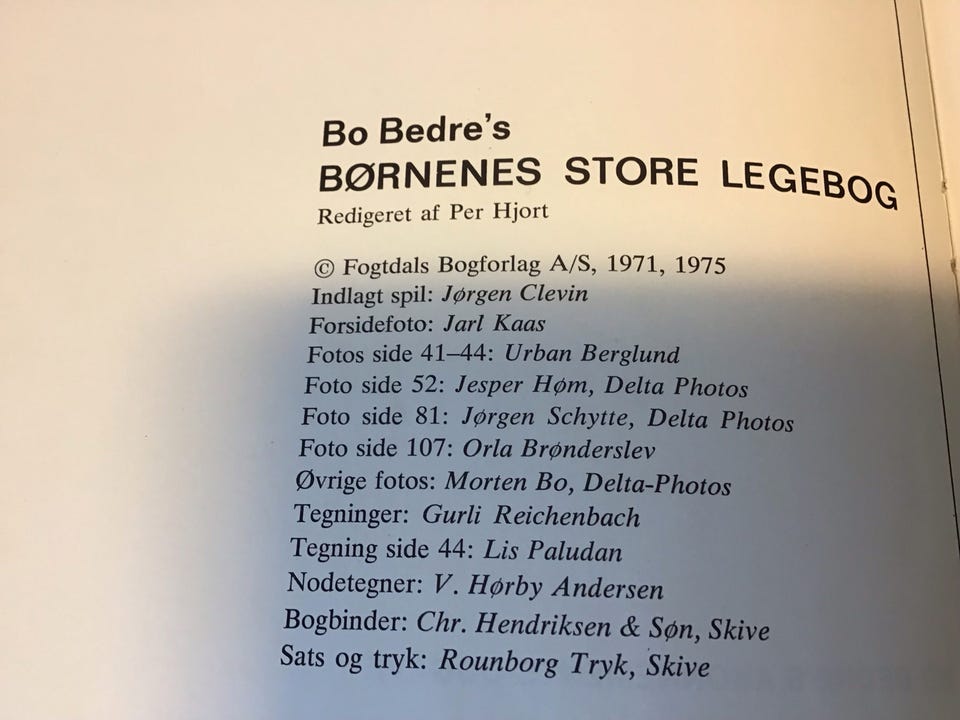 Bo Bedre's
BØRNENES STORE LEGEBOG
Redigeret af Per Hjort
© Fogtdals Bogforlag A/S, 1971, 1975
Indlagt spil: Jørgen Clevin
Forsidefoto: Jarl Kaas
Fotos side 41–44: Urban Berglund
Foto side 52: Jesper Høm, Delta Photos
Foto side 81: Jørgen Schytte, Delta Photos
Foto side 107: Orla Brønderslev
Øvrige fotos: Morten Bo, Delta-Photos
Tegninger: Gurli Reichenbach
Tegning side 44: Lis Paludan
Nodetegner: V. Hørby Andersen
Bogbinder: Chr. Hendriksen & Søn, Skive
Sats og tryk: Rounborg Tryk, Skive